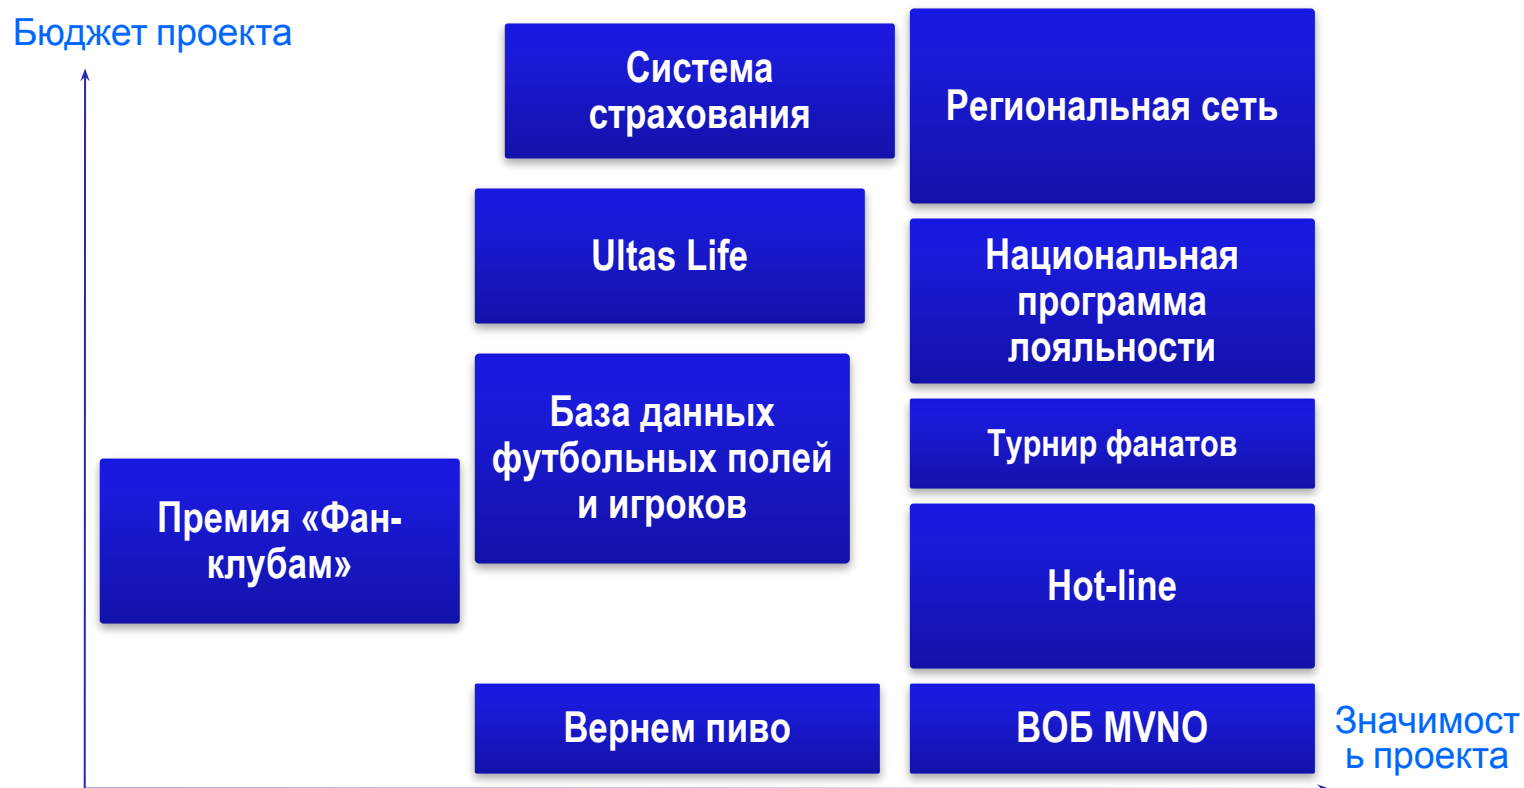 Бюджет проекта
Система
страхования
Региональная сеть
Ultas Life
Национальная
программа
лояльности
База данных
футбольных полей
и игроков
Турнир фанатов
Премия «Фан-
клубам»
Hot-line
Вернем пиво
ВОБ MVNO
Значимост
ь проекта